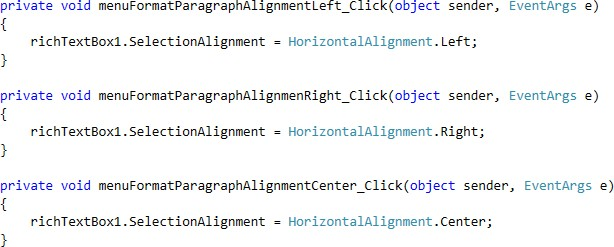 private void menuFormatParagraphAlignmentLeft_Click(object sender, EventArgs e)
{
    richTextBox1.SelectionAlignment = HorizontalAlignment.Left;
}
private void menuFormatParagraphAlignmenRight_Click(object sender, EventArgs e)
{
    richTextBox1.SelectionAlignment = HorizontalAlignment.Right;
}
private void menuFormatParagraphAlignmentCenter_Click(object sender, EventArgs e)
{
    richTextBox1.SelectionAlignment = HorizontalAlignment.Center;
}